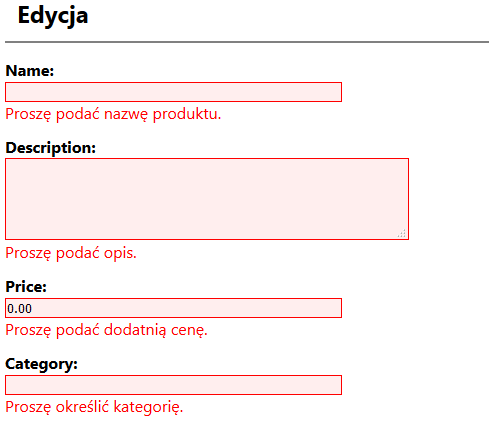 Edycja
Name:
Proszę podać nazwę produktu.
Description:
Proszę podać opis.
Price:
0.00
Proszę podać dodatnią cenę.
Category:
Proszę określić kategorię.